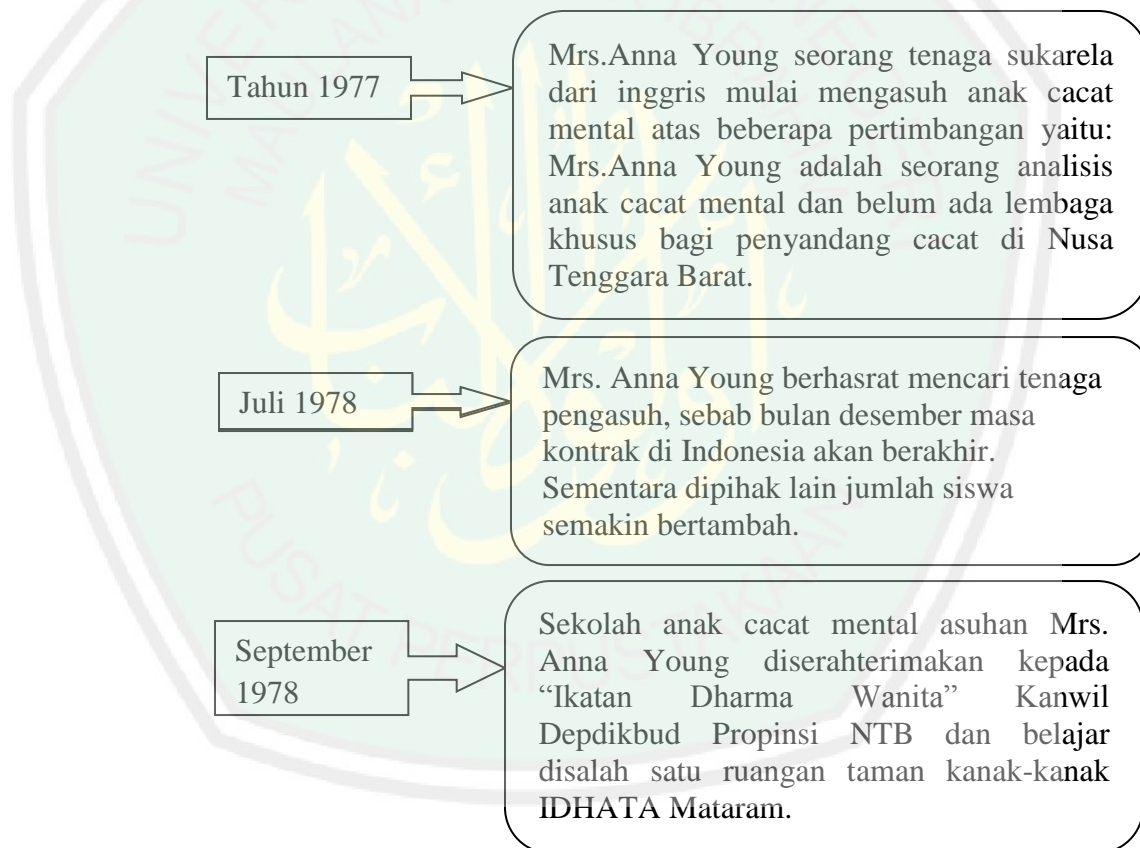 Tahun 1977
Mrs.Anna Young seorang tenaga sukarela
dari inggris mulai mengasuh anak cacat
mental atas beberapa pertimbangan yaitu:
Mrs.Anna Young adalah seorang analisis
anak cacat mental dan belum ada lembaga
khusus bagi penyandang cacat di Nusa
Tenggara Barat.
Juli 1978
Mrs. Anna Young berhasrat mencari tenaga
pengasuh, sebab bulan desember masa
kontrak di Indonesia akan berakhir.
Sementara dipihak lain jumlah siswa
semakin bertambah.
September
1978
Sekolah anak cacat mental asuhan Mrs.
Anna Young diserahterimakan kepada
“Ikatan Dharma Wanita” Kanwil
Depdikbud Propinsi NTB dan belajar
disalah satu ruangan taman kanak-kanak
IDHATA Mataram.
PUSAT PERPUSTAKAAN